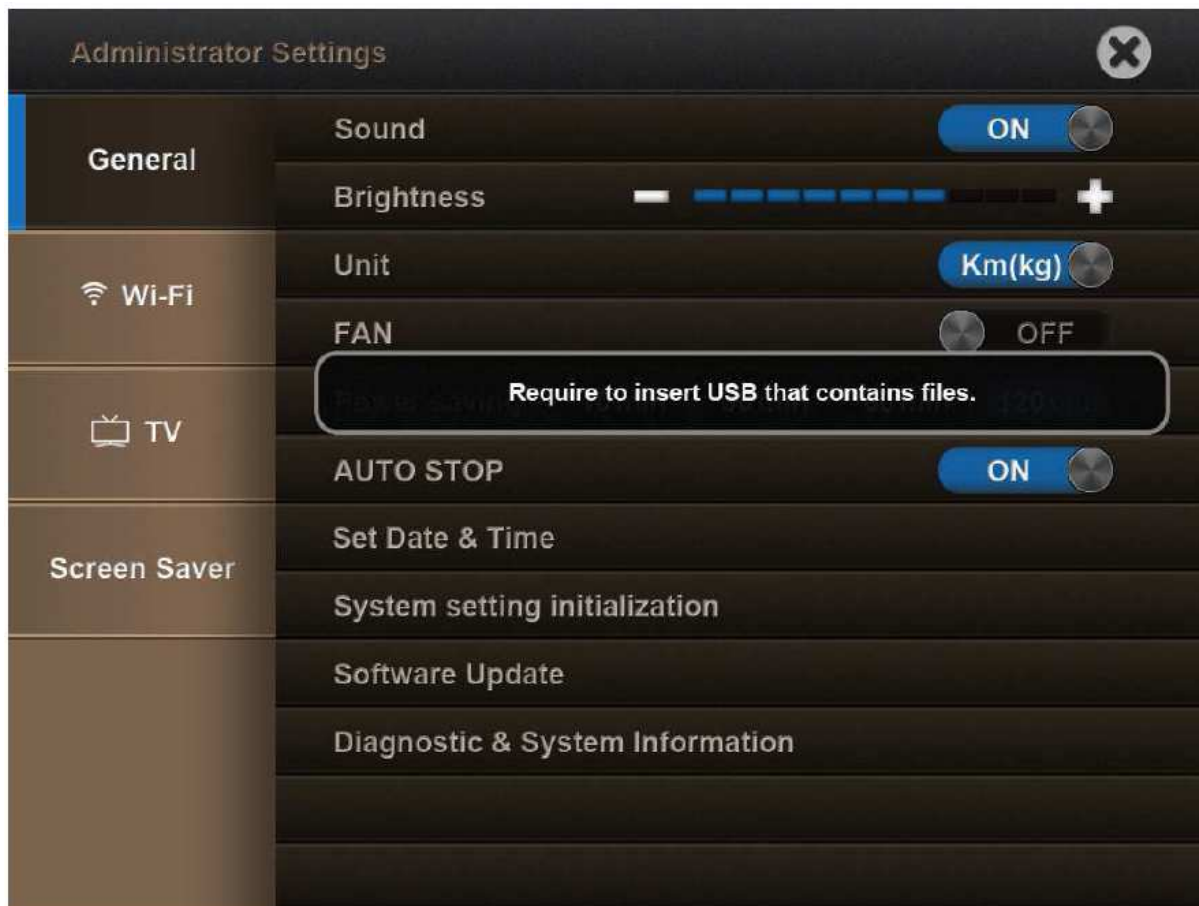 Administrator Settings
General
Sound
ON
Brightness
Unit
Km(kg)
Wi-Fi
FAN
OFF
Require to insert USB that contains files.
TV
AUTO STOP
ON
Set Date & Time
Screen Saver
System setting initialization
Software Update
Diagnostic & System Information